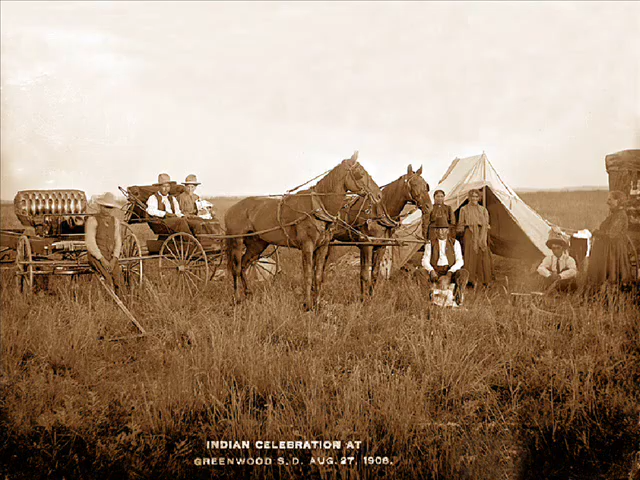 INDIAN CELEBRATION AT
GREENWOOD S.D. AUG. 27, 1906.